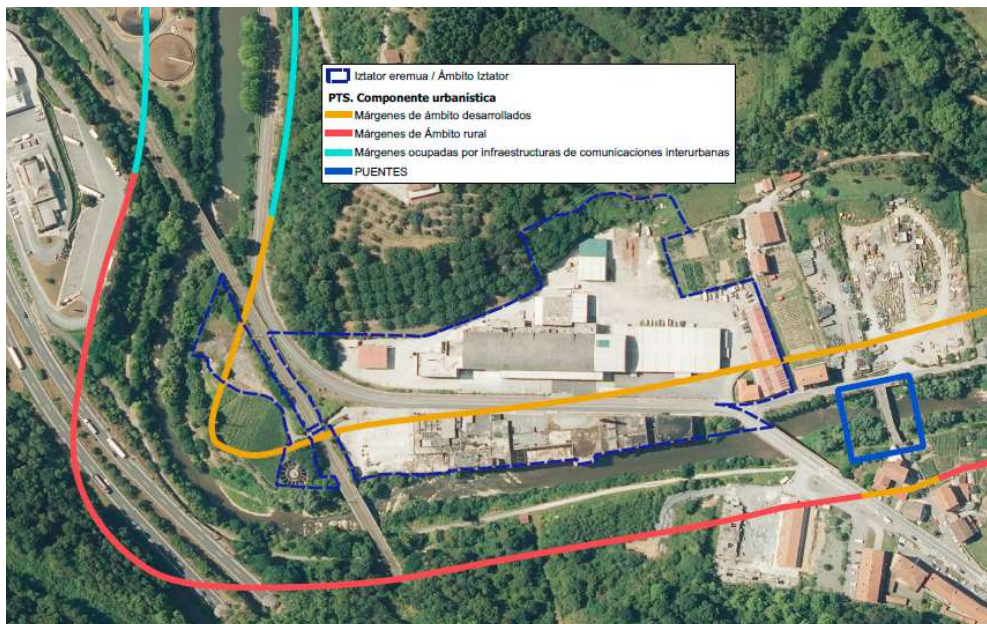 Iztator eremua / Ámbito Iztator
PTS. Componente urbanistica
Márgenes de ámbito desarrollados
Márgenes de Ámbito rural
Márgenes ocupadas por infraestructuras de comunicaciones interurbanas
PUENTES